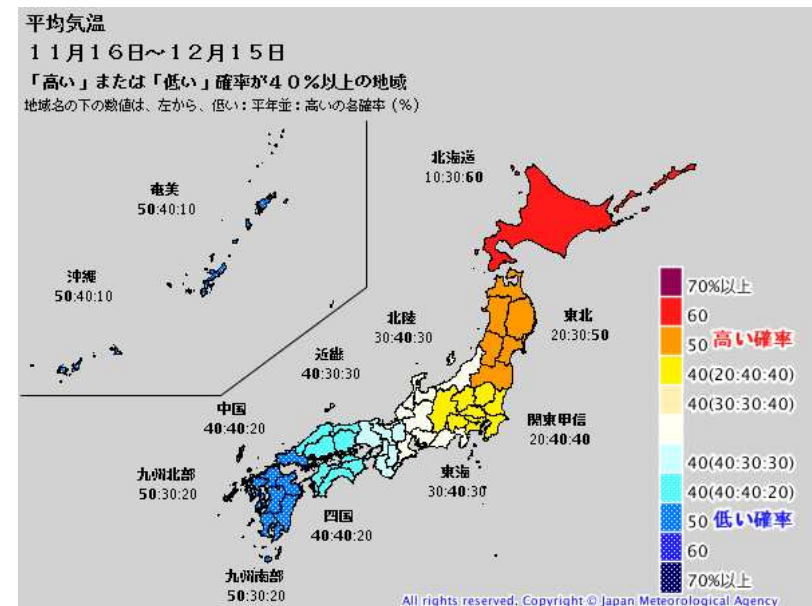 平均気温
11月16日～12月15日
「高い」または「低い」確率が40%以上の地域
地域名の下の数値は、左から、低い：平年並：高いの各確率（%）
北海道
10:30:60
奄美
50:40:10
沖縄
50:40:10
北陸
30:40:30
東北
20:30:50
近畿
40:30:30
中国
40:40:20
関東甲信
20:40:40
九州北部
50:30:20
東海
30:40:30
四国
40:40:20
九州南部
50:30:20
70%以上
60
50 高い確率
40(20:40:40)
40(30:30:40)
40(40:30:30)
40(40:40:20)
50 低い確率
60
70%以上
All rights reserved. Copyright © Japan Meteorological Agency